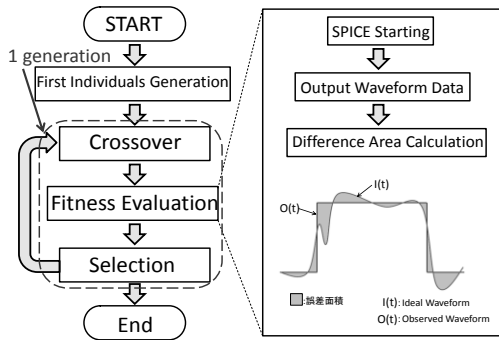 START
1 generation
First Individuals Generation
Crossover
Fitness Evaluation
Selection
End
SPICE Starting
Output Waveform Data
Difference Area Calculation
I(t)
O(t)
:誤差面積
I(t): Ideal Waveform
O(t): Observed Waveform